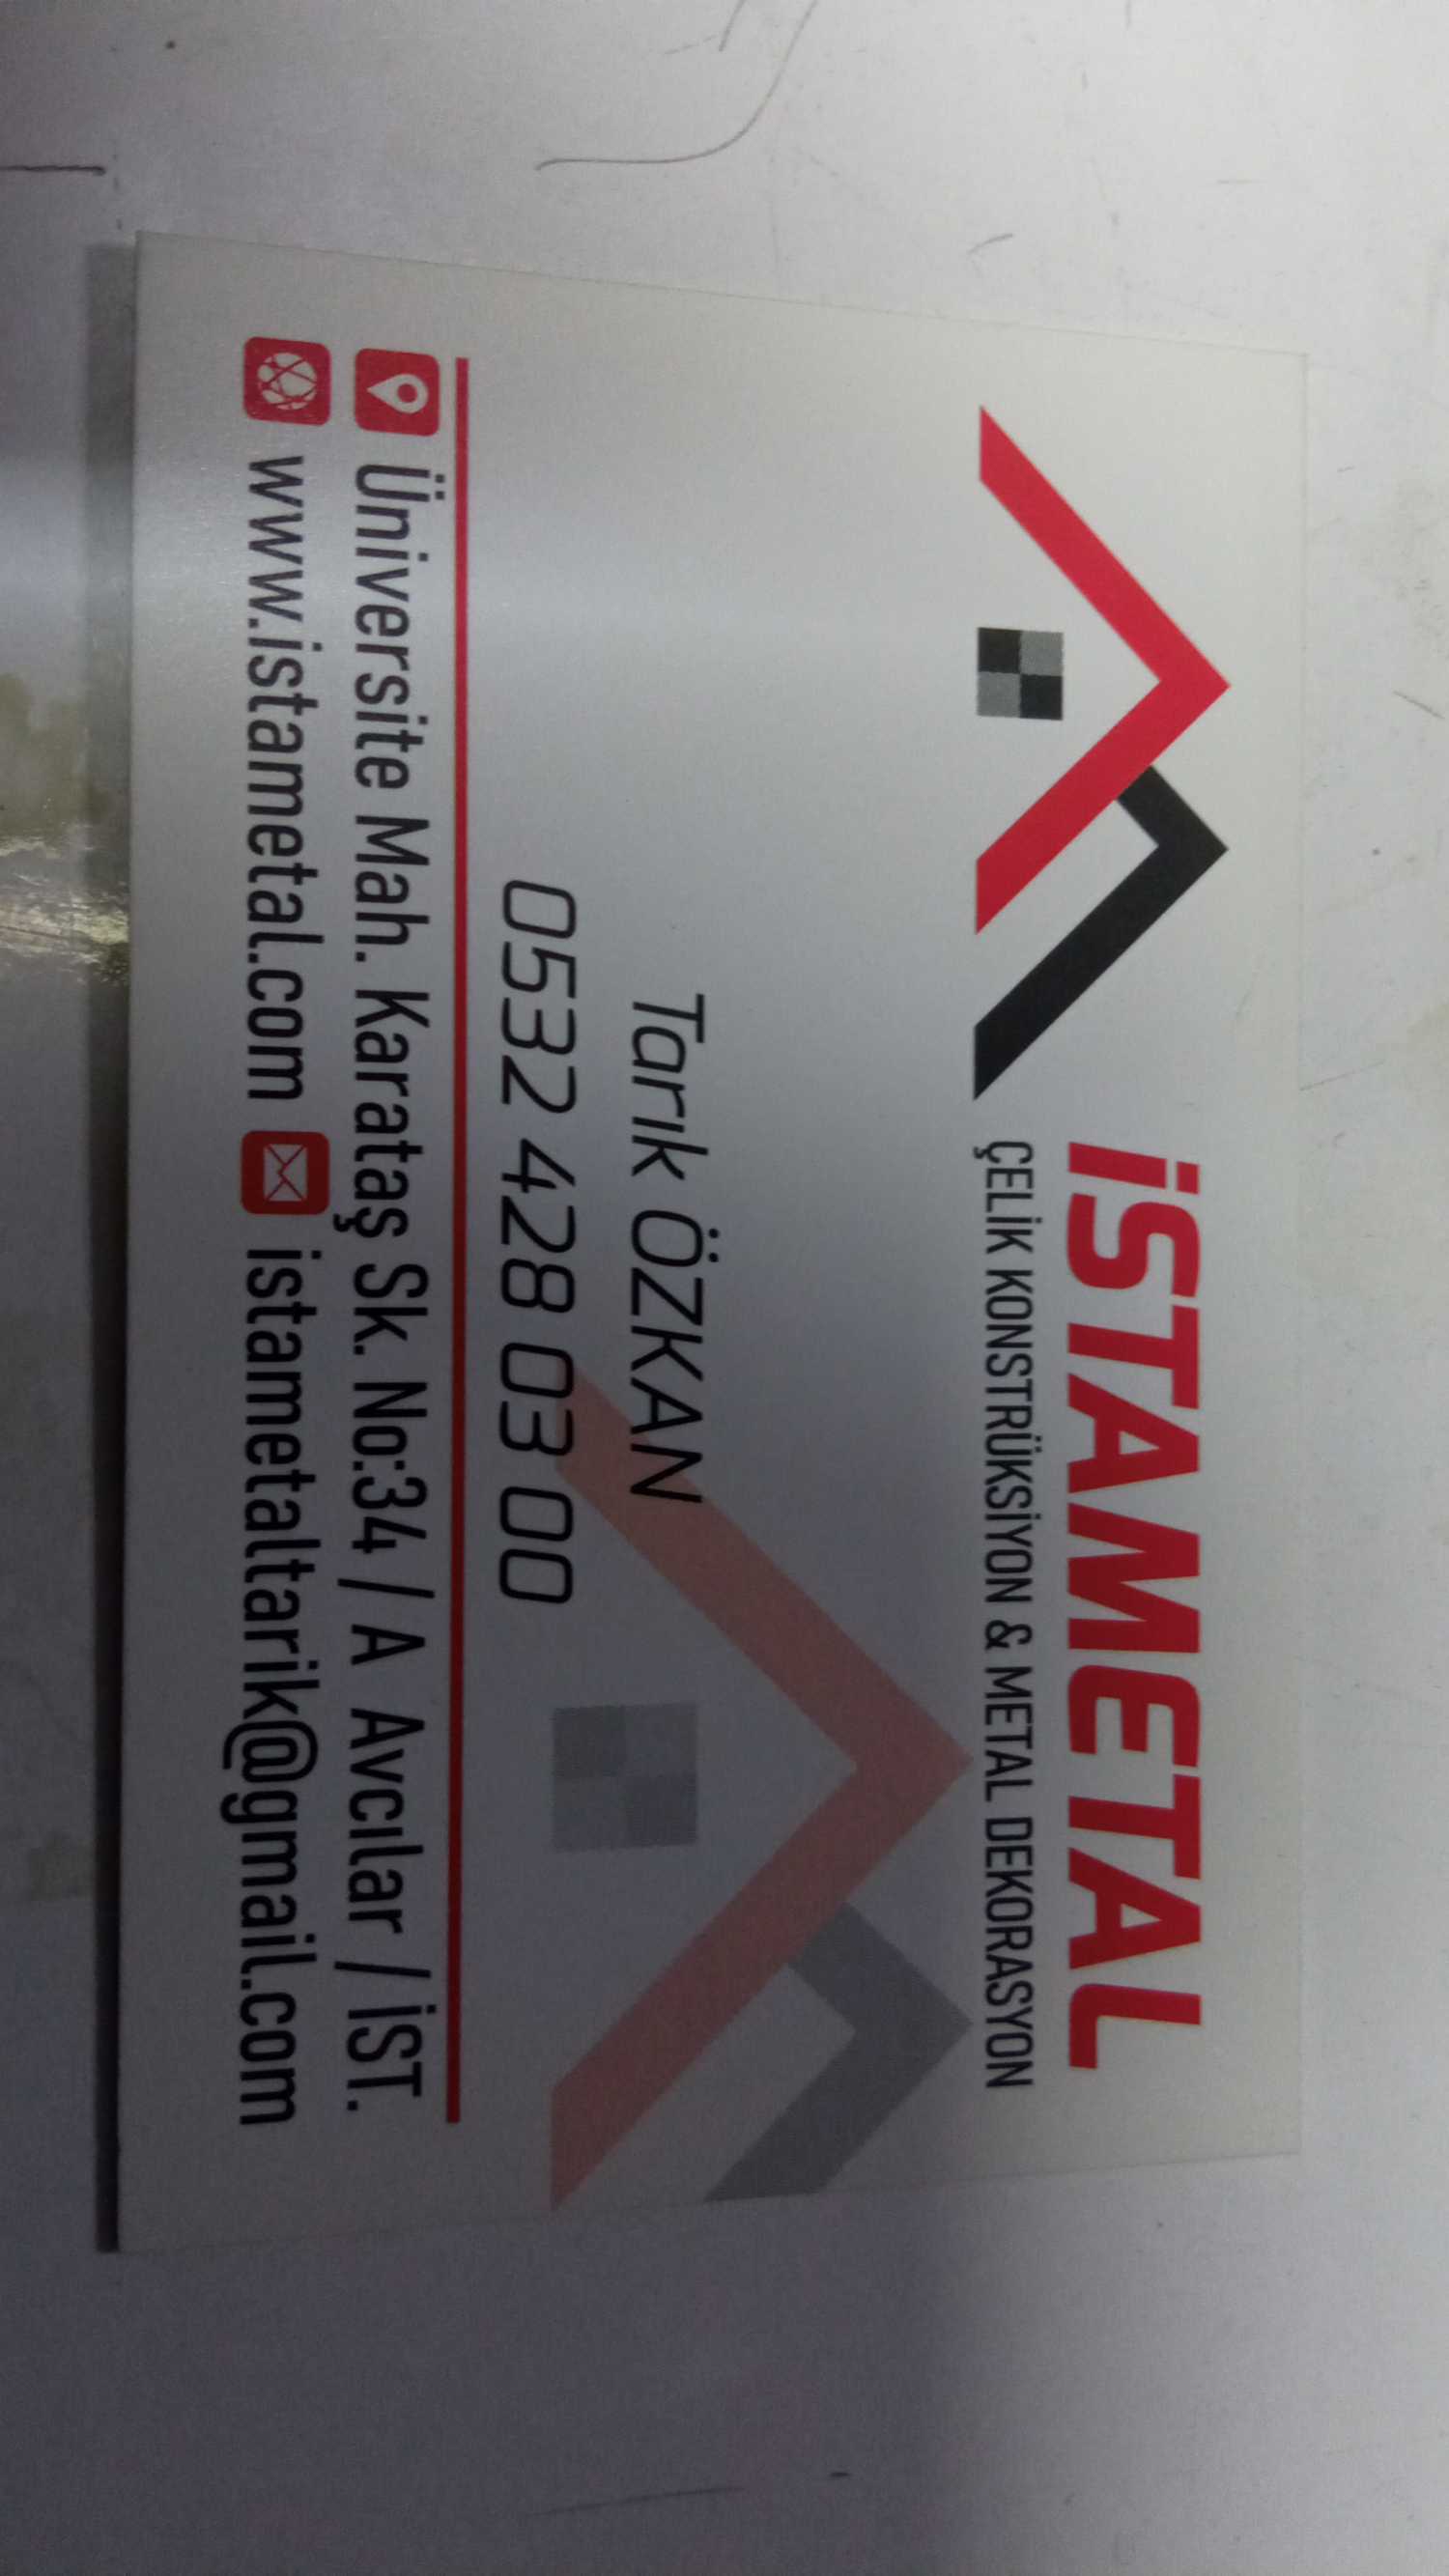 İSTAMETAL
ÇELİK KONSTRÜKSİYON & METAL DEKORASYON
Tarık ÖZKAN
0532 428 03 00
Üniversite Mah. Karataş Sk. No:34 / A Avcılar / İST.
www.istametal.com istametaltarik@gmail.com